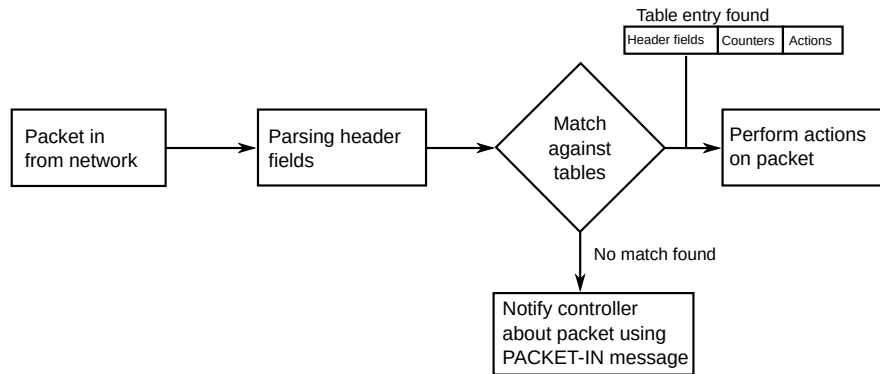 Table entry found
Header fields Counters Actions
Packet in
from network
Parsing header
fields
Match
against
tables
Perform actions
on packet
No match found
Notify controller
about packet using
PACKET-IN message